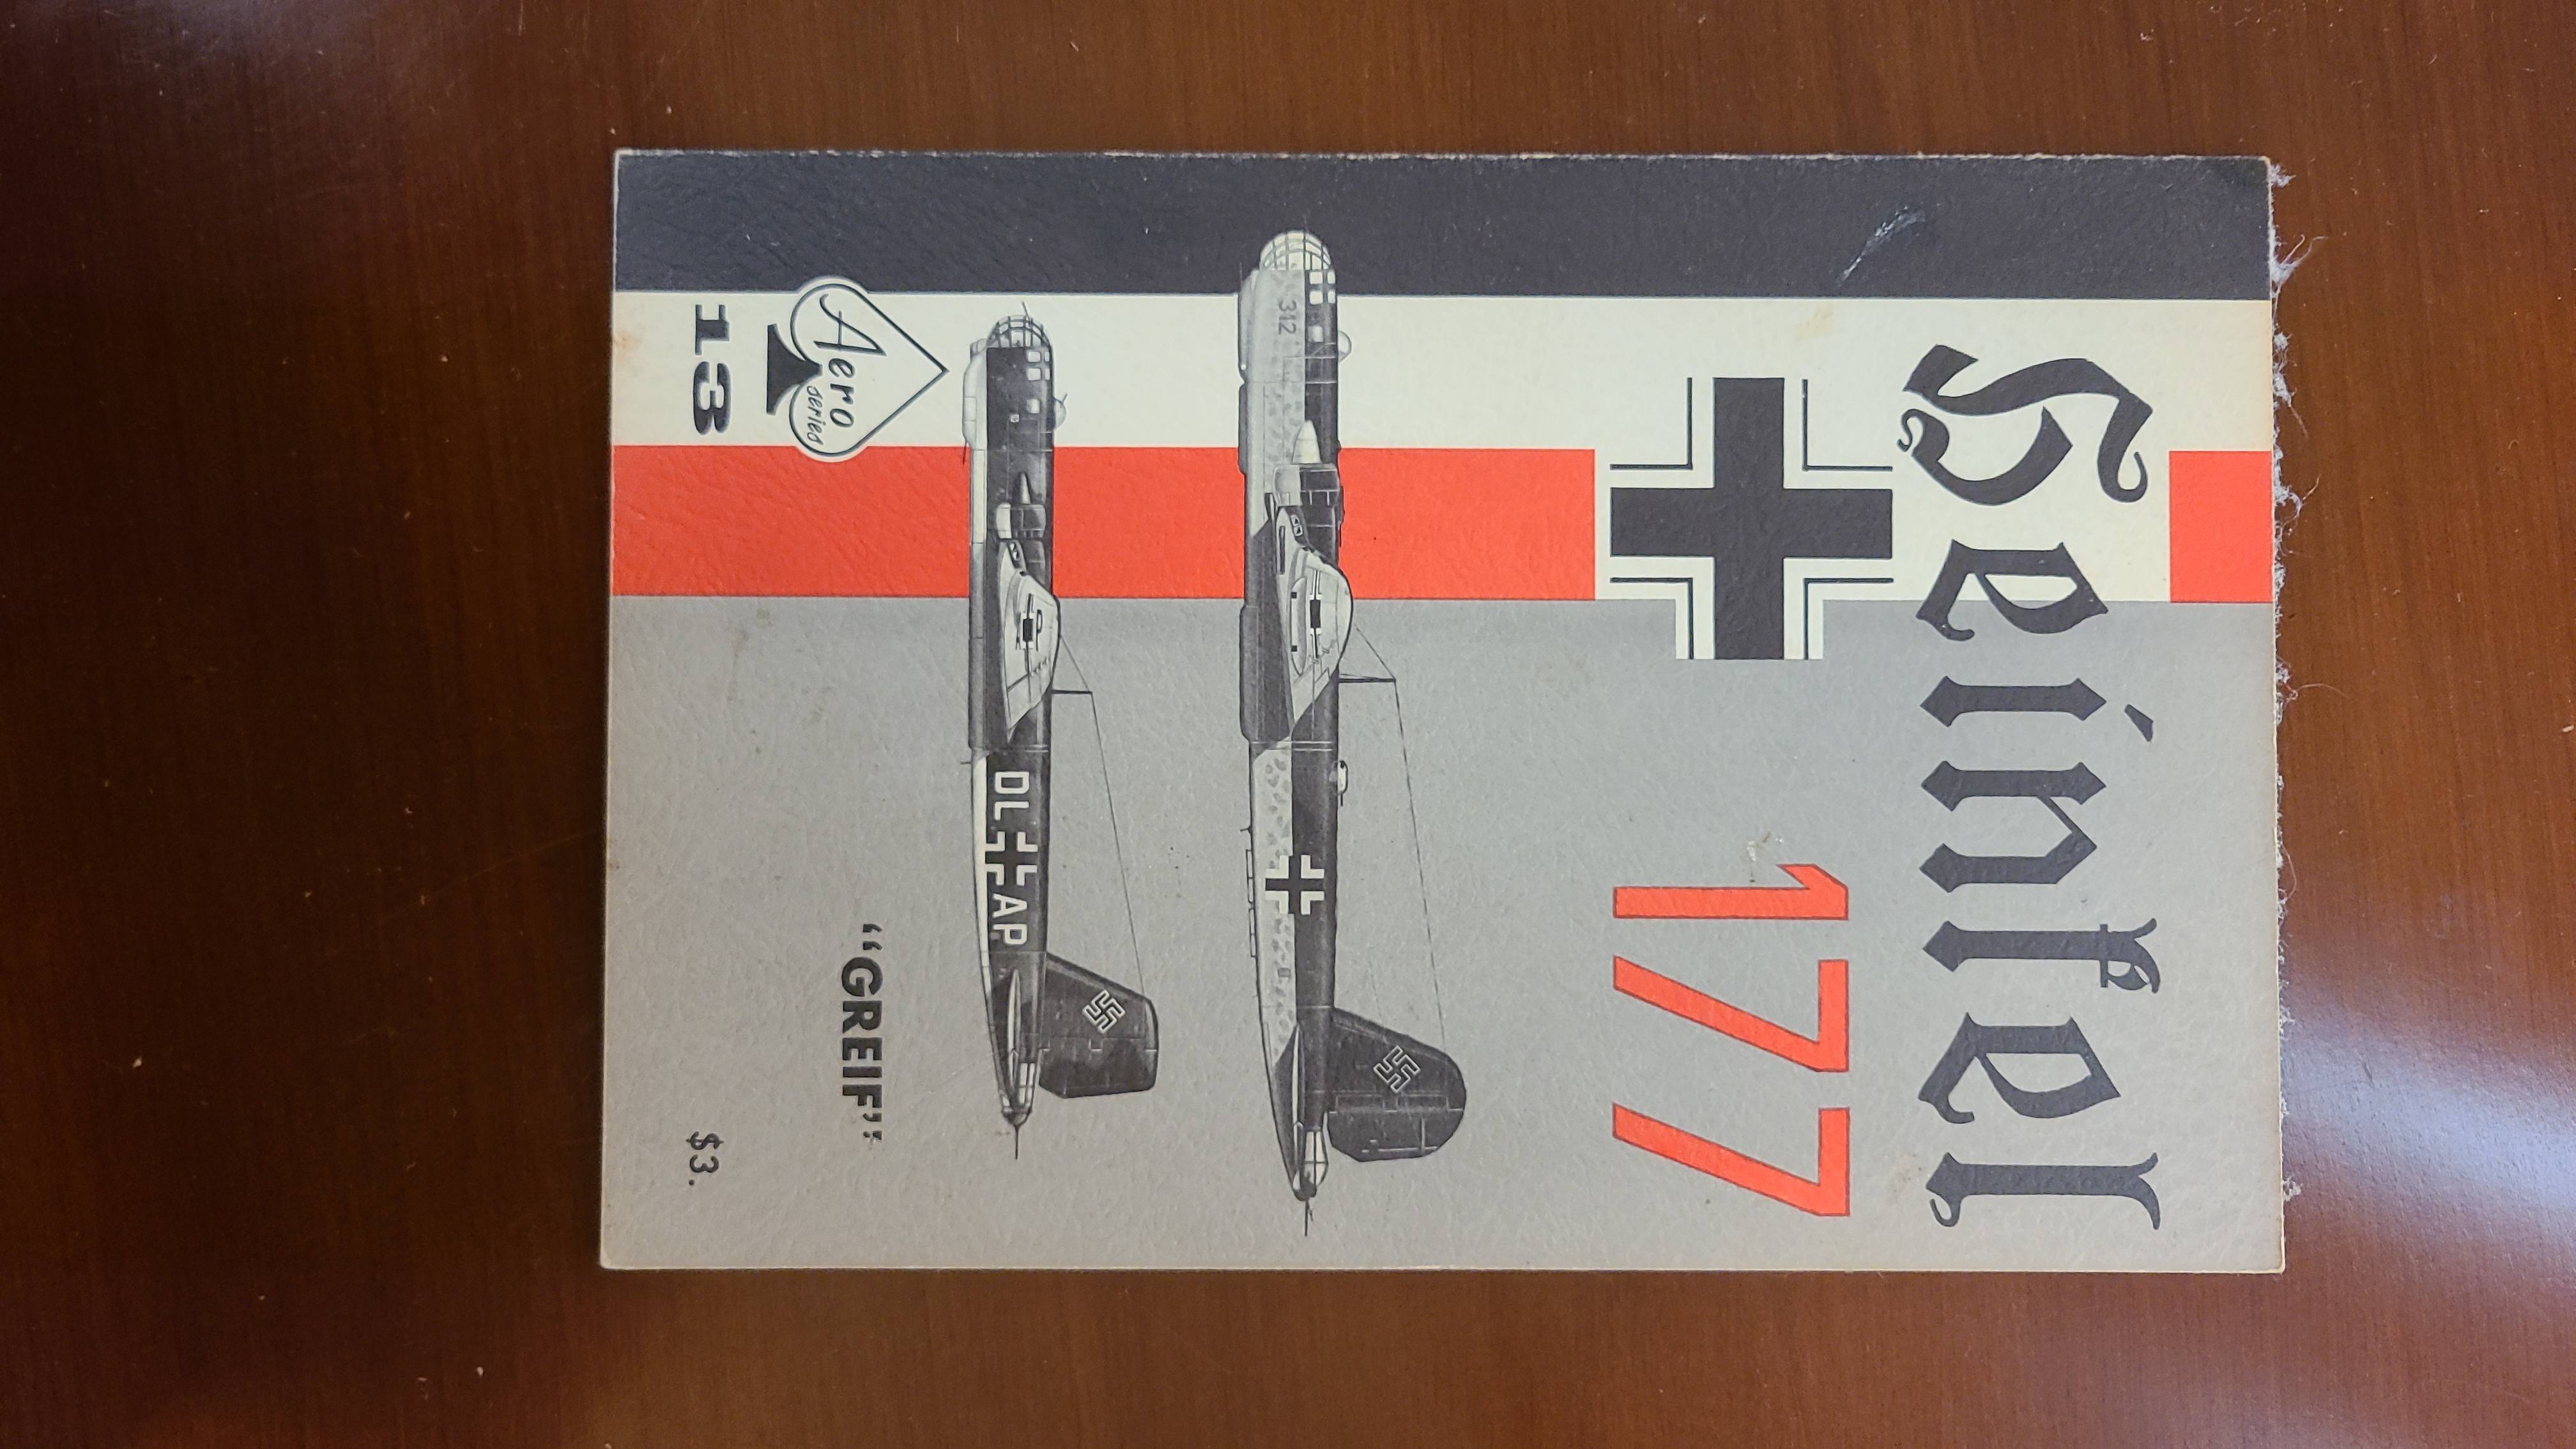 Heinkel
177
312
DL AP
Aero
series
13
"GREIF"
$3.